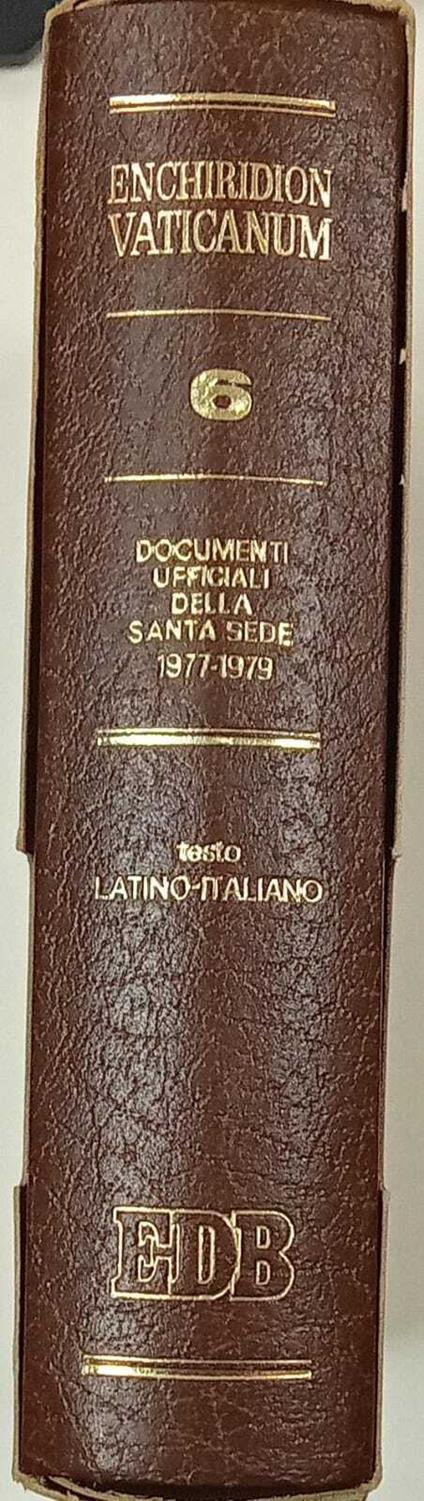 ENCHIRIDION
VATICANUM
6
DOCUMENTI
UFFICIALI
DELLA
SANTA SEDE
1977-1979
testo
LATINO-ITALIANO
EDB